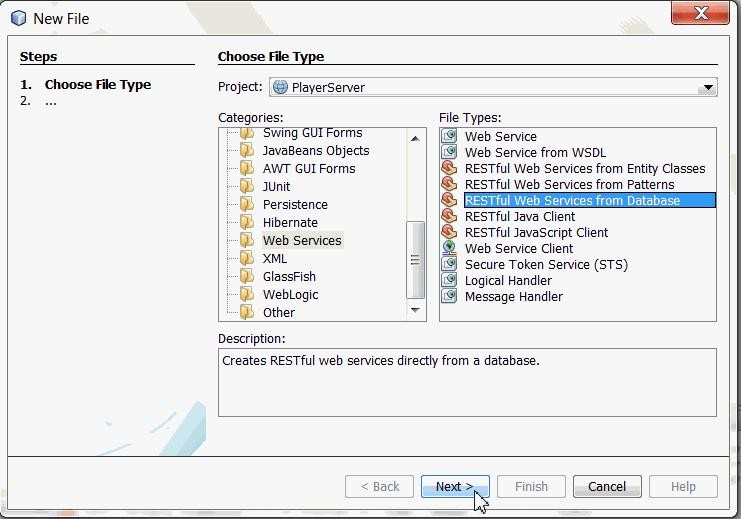 New File
Steps
1. Choose File Type
2. ...
Choose File Type
Project: PlayerServer
Categories:
Swing GUI Forms
JavaBeans Objects
AWT GUI Forms
JUnit
Persistence
Hibernate
Web Services
XML
GlassFish
WebLogic
Other
File Types:
Web Service
Web Service from WSDL
RESTful Web Services from Entity Classes
RESTful Web Services from Patterns
RESTful Web Services from Database
RESTful Java Client
RESTful JavaScript Client
Web Service Client
Secure Token Service (STS)
Logical Handler
Message Handler
Description:
Creates RESTful web services directly from a database.
< Back Next > Finish Cancel Help